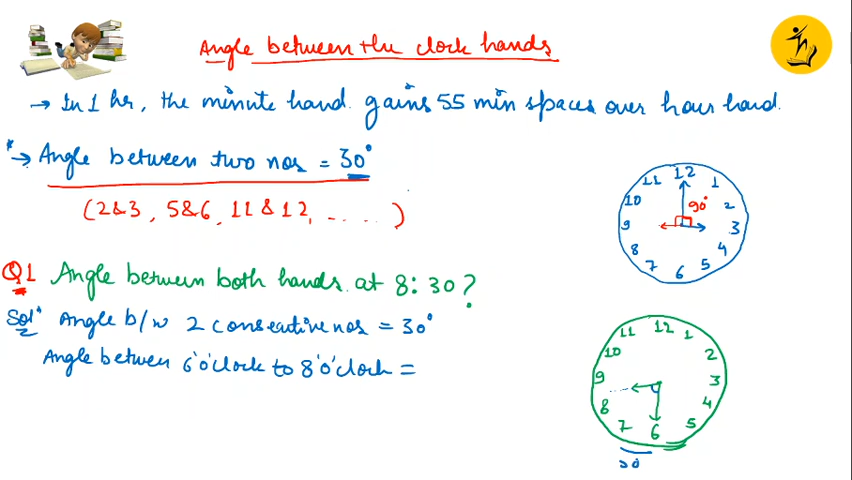 Angle between the clock hands
→ In 1 hr, the minute hand gains 55 min spaces over hour hand.
*→ Angle between two nos = 30°
(2&3, 5&6, 11&12, ......)
12
11 1
10 2
90°
9 3
8 4
7 5
6
Q1 Angle between both hands at 8:30?
Solⁿ Angle b/w 2 consecutive nos = 30°
Angle between 6'o'clock to 8'o'clock =
12
11 1
10 2
9 3
8 4
7 5
6
30